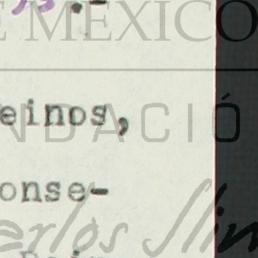 E MEXICO
einos,
NDACIÓ
onse-
arlos Slim